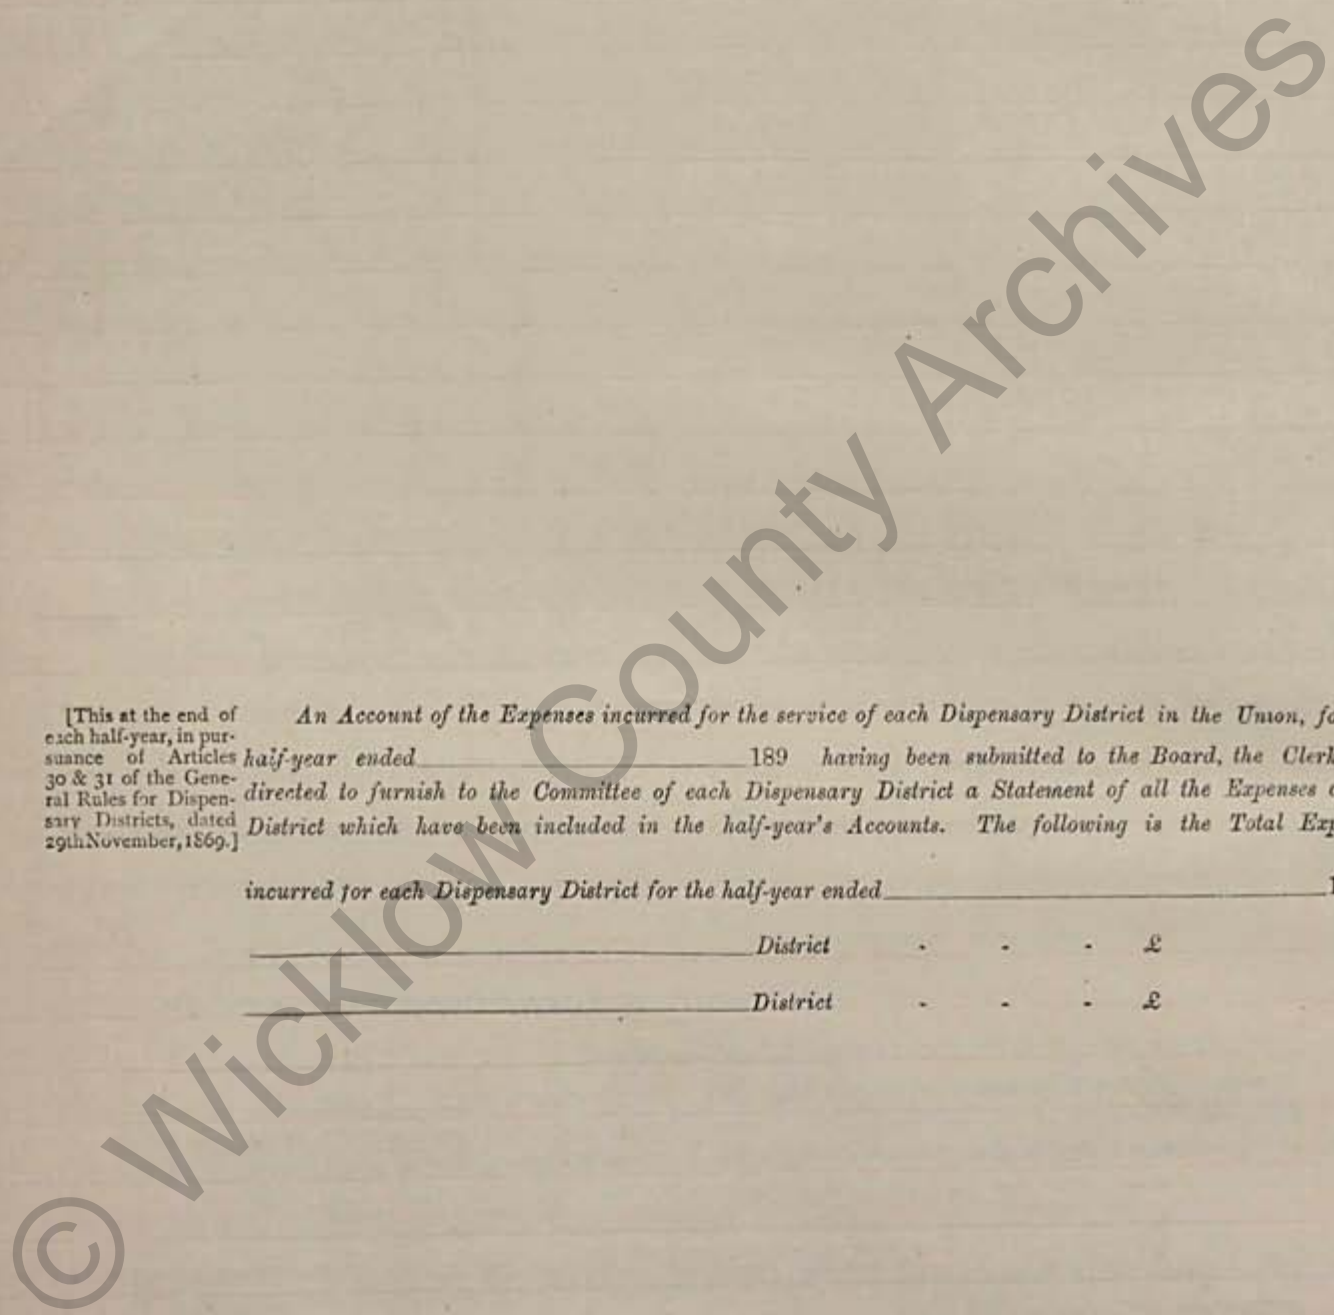 [This at the end of
each half-year, in pur-
suance of Articles
30 & 31 of the Gene-
ral Rules for Dispen-
sary Districts, dated
29th November, 1869.]
An Account of the Expenses incurred for the service of each Dispensary District in the Union, fo
half-year ended 189 having been submitted to the Board, the Clerk
directed to furnish to the Committee of each Dispensary District a Statement of all the Expenses
District which have been included in the half-year's Accounts. The following is the Total Exp
incurred for each Dispensary District for the half-year ended 1
District - - - £
District - - - £
© Wicklow County Archives